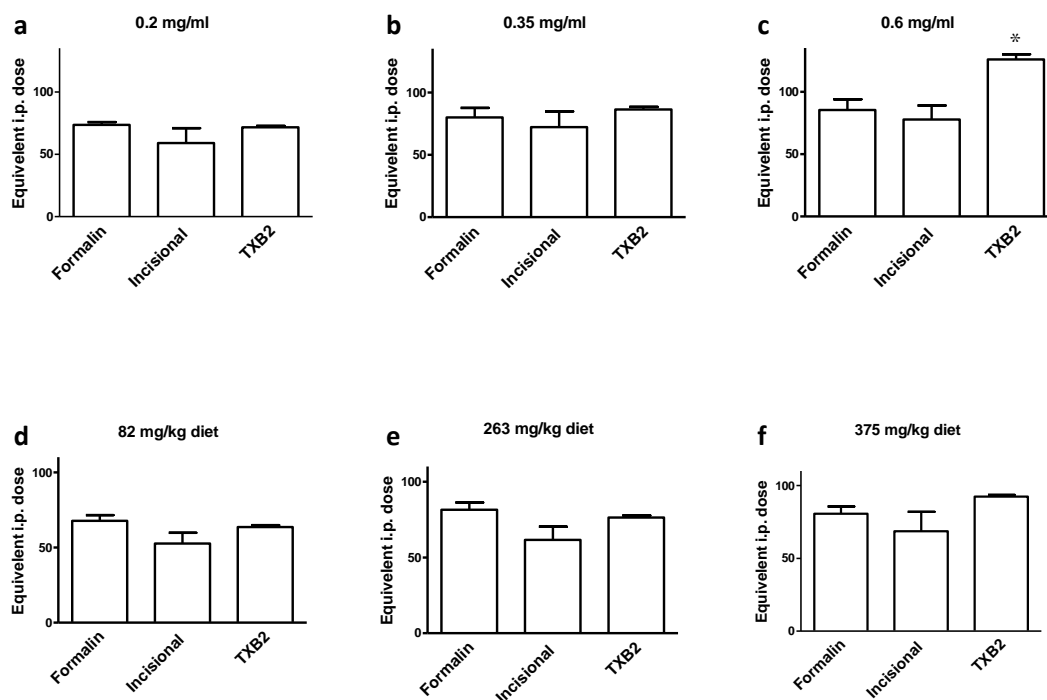 a
0.2 mg/ml
Equivelent i.p. dose
100
50
0
Formalin
Incisional
TXB2
b
0.35 mg/ml
Equivelent i.p. dose
100
50
0
Formalin
Incisional
TXB2
c
0.6 mg/ml
*
Equivelent i.p. dose
100
50
0
Formalin
Incisional
TXB2
d
82 mg/kg diet
Equivelent i.p. dose
100
50
0
Formalin
Incisional
TXB2
e
263 mg/kg diet
Equivelent i.p. dose
100
50
0
Formalin
Incisional
TXB2
f
375 mg/kg diet
Equivelent i.p. dose
100
50
0
Formalin
Incisional
TXB2